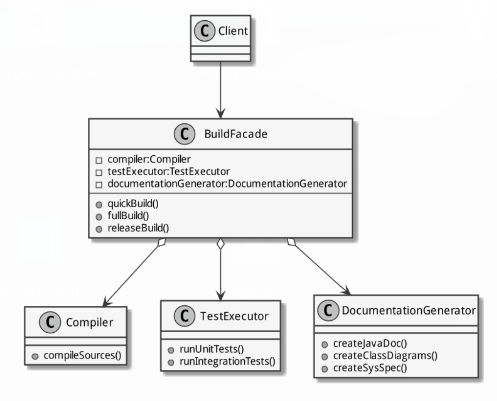 C Client
C BuildFacade
compiler:Compiler
testExecutor:TestExecutor
documentationGenerator:DocumentationGenerator
quickBuild()
fullBuild()
releaseBuild()
C Compiler
compileSources()
C TestExecutor
runUnitTests()
runIntegrationTests()
C DocumentationGenerator
createJavaDoc()
createClassDiagrams()
createSysSpec()